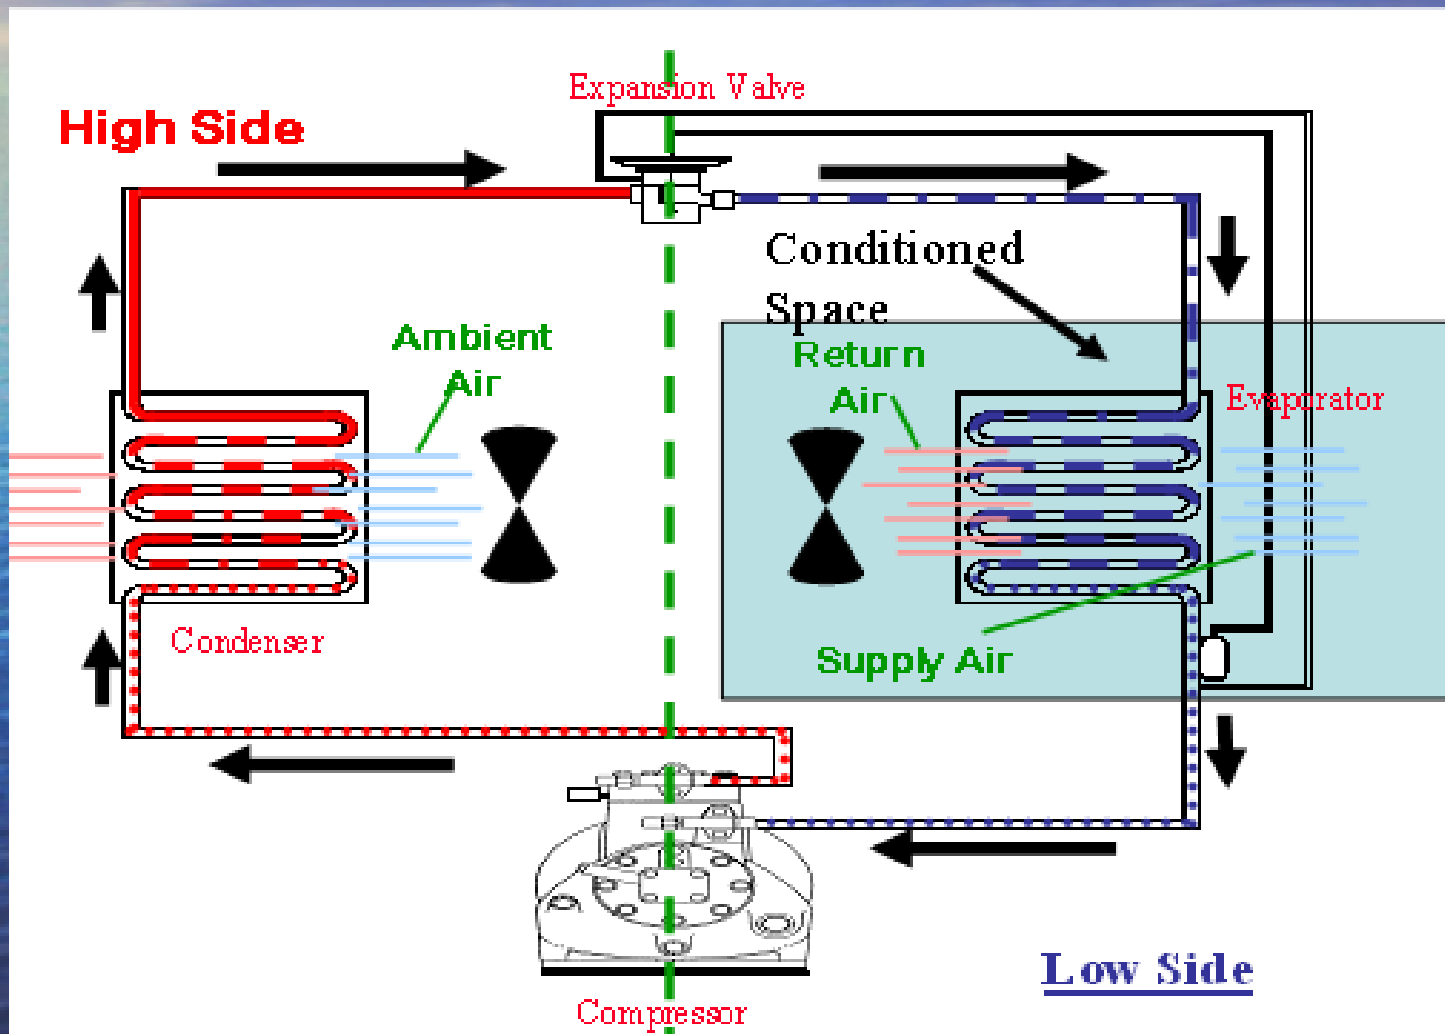 Expansion Valve
High Side
Conditioned
Space
Ambient
Air
Return
Air
Evaporator
Condenser
Supply Air
Low Side
Compressor